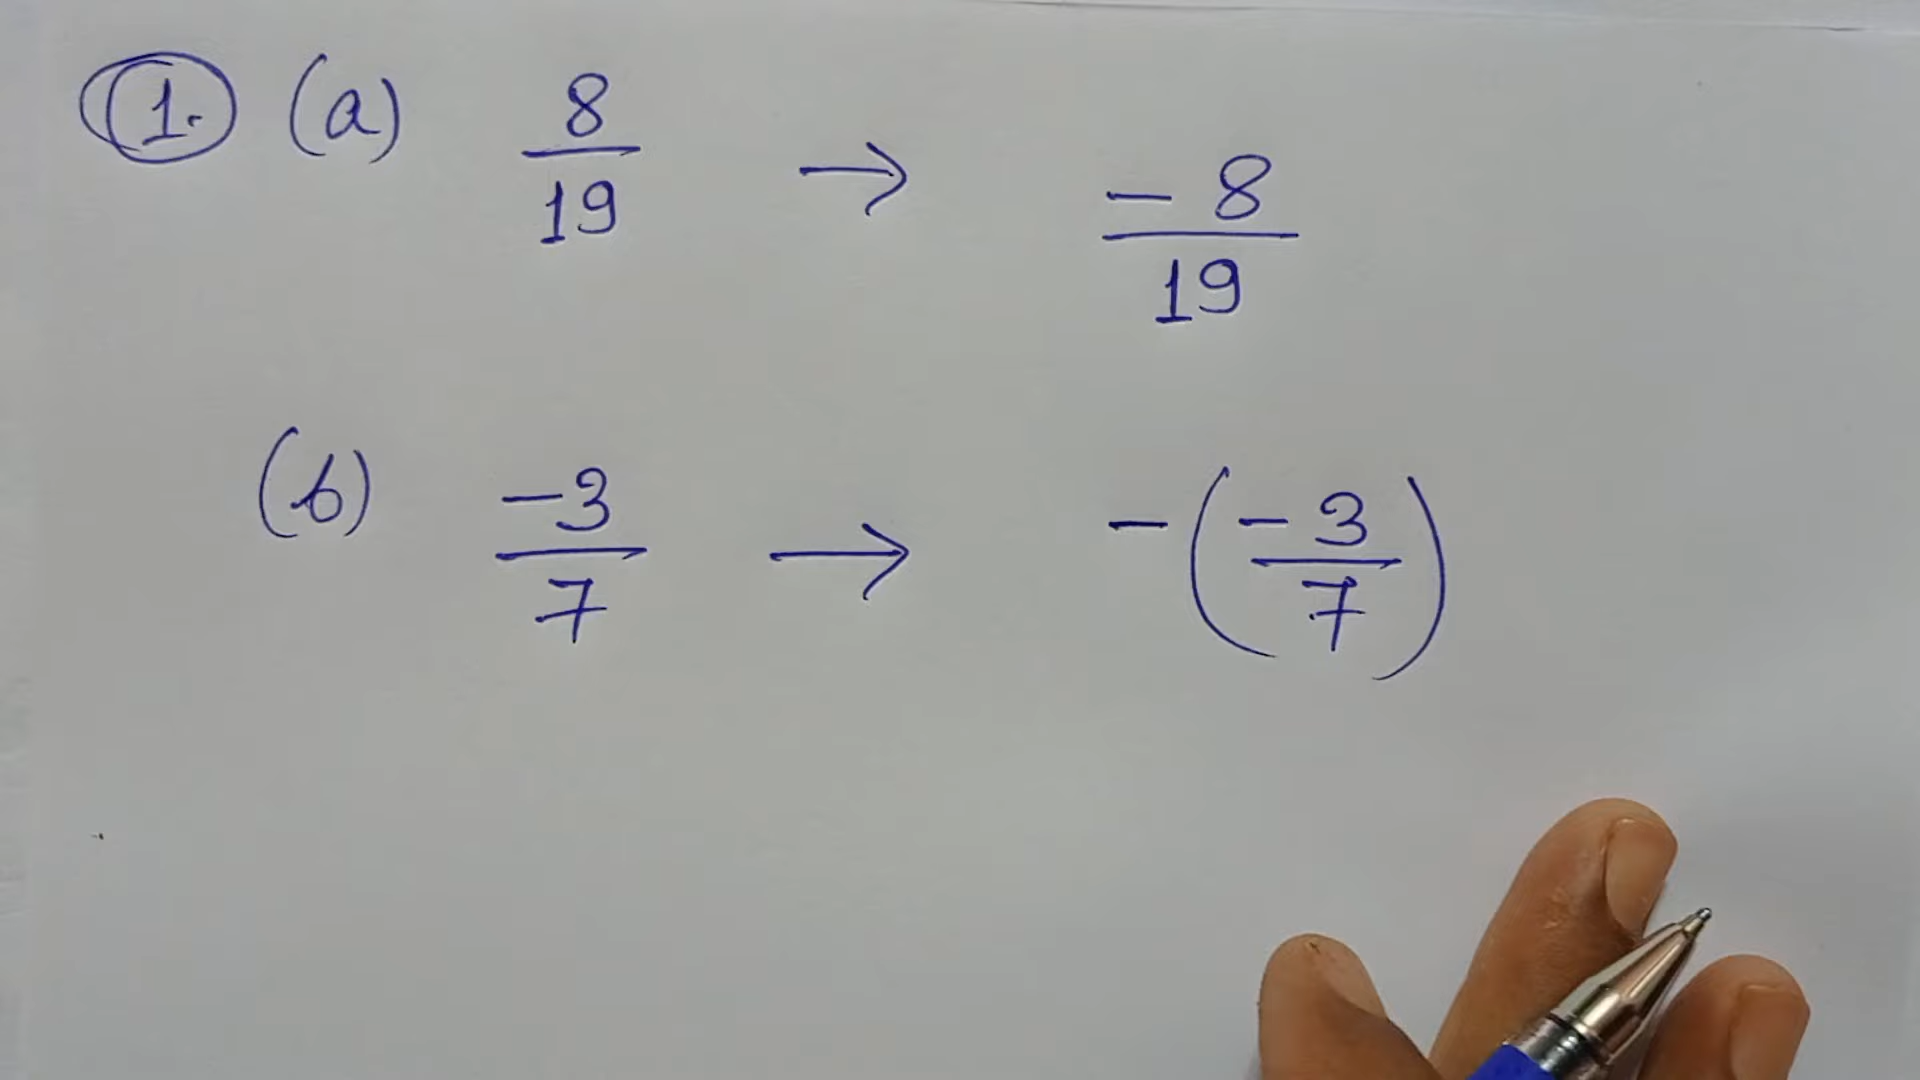 1. (a) 8/19 → -8/19
(b) -3/7 → -(-3/7)